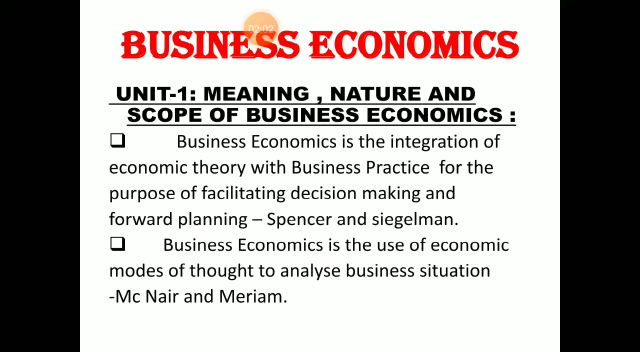 02:02
BUSINESS ECONOMICS
UNIT-1: MEANING , NATURE AND
SCOPE OF BUSINESS ECONOMICS :
❑ Business Economics is the integration of
economic theory with Business Practice for the
purpose of facilitating decision making and
forward planning – Spencer and siegelman.
❑ Business Economics is the use of economic
modes of thought to analyse business situation
-Mc Nair and Meriam.